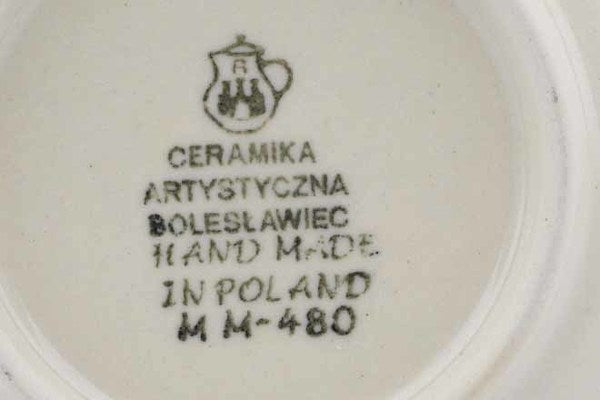 R
CERAMIKA
ARTYSTYCZNA
BOLESŁAWIEC
HAND MADE
IN POLAND
M M-480